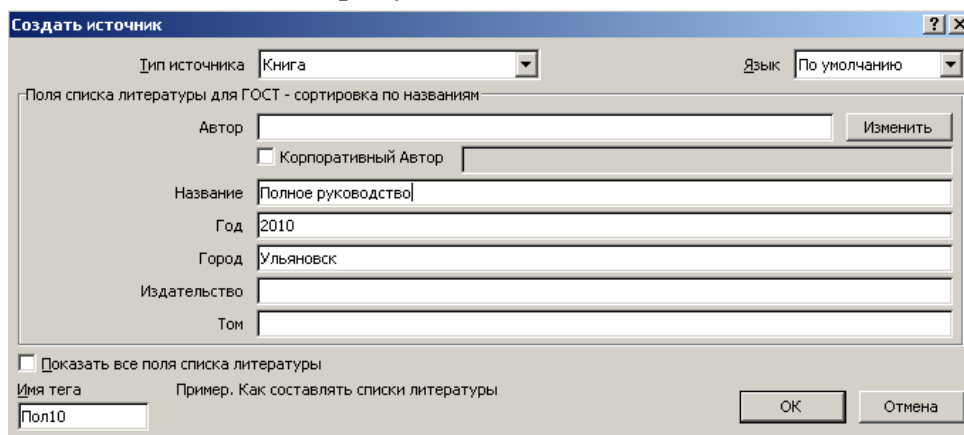 Создать источник
Тип источника Книга Язык По умолчанию
Поля списка литературы для ГОСТ - сортировка по названиям
Автор Изменить
Корпоративный Автор
Название Полное руководство
Год 2010
Город Ульяновск
Издательство
Том
Показать все поля списка литературы
Имя тега Пример. Как составлять списки литературы
Пол10 ОК Отмена